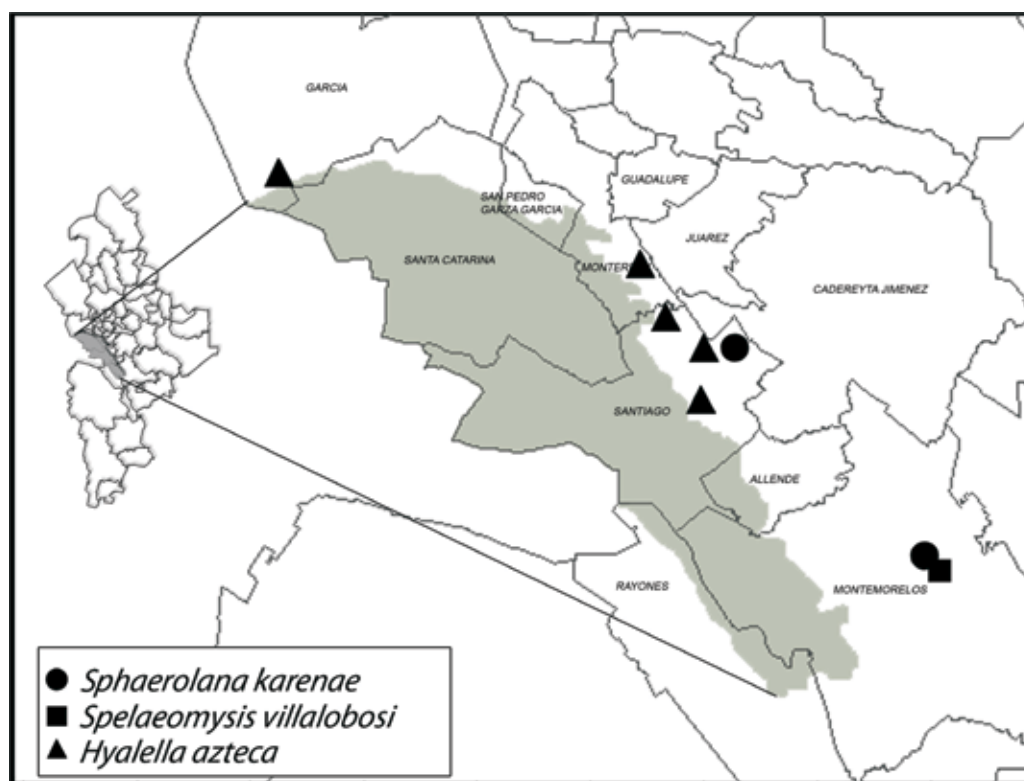 GARCIA
GUADALUPE
SAN PEDRO
GARZA GARCIA
JUAREZ
SANTA CATARINA
MONTER
CADEREYTA JIMENEZ
SANTIAGO
ALLENDE
RAYONES
MONTEMORELOS
Sphaerolana karenae
Spelaeomysis villalobosi
Hyalella azteca